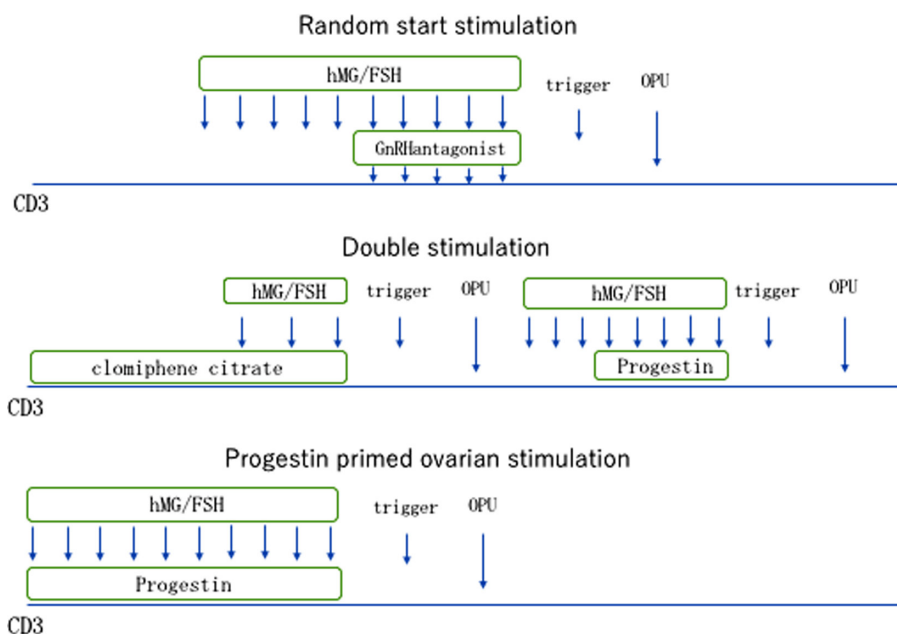 Random start stimulation
hMG/FSH
trigger
OPU
GnRHantagonist
CD3
Double stimulation
hMG/FSH
trigger
OPU
hMG/FSH
trigger
OPU
clomiphene citrate
Progestin
CD3
Progestin primed ovarian stimulation
hMG/FSH
trigger
OPU
Progestin
CD3